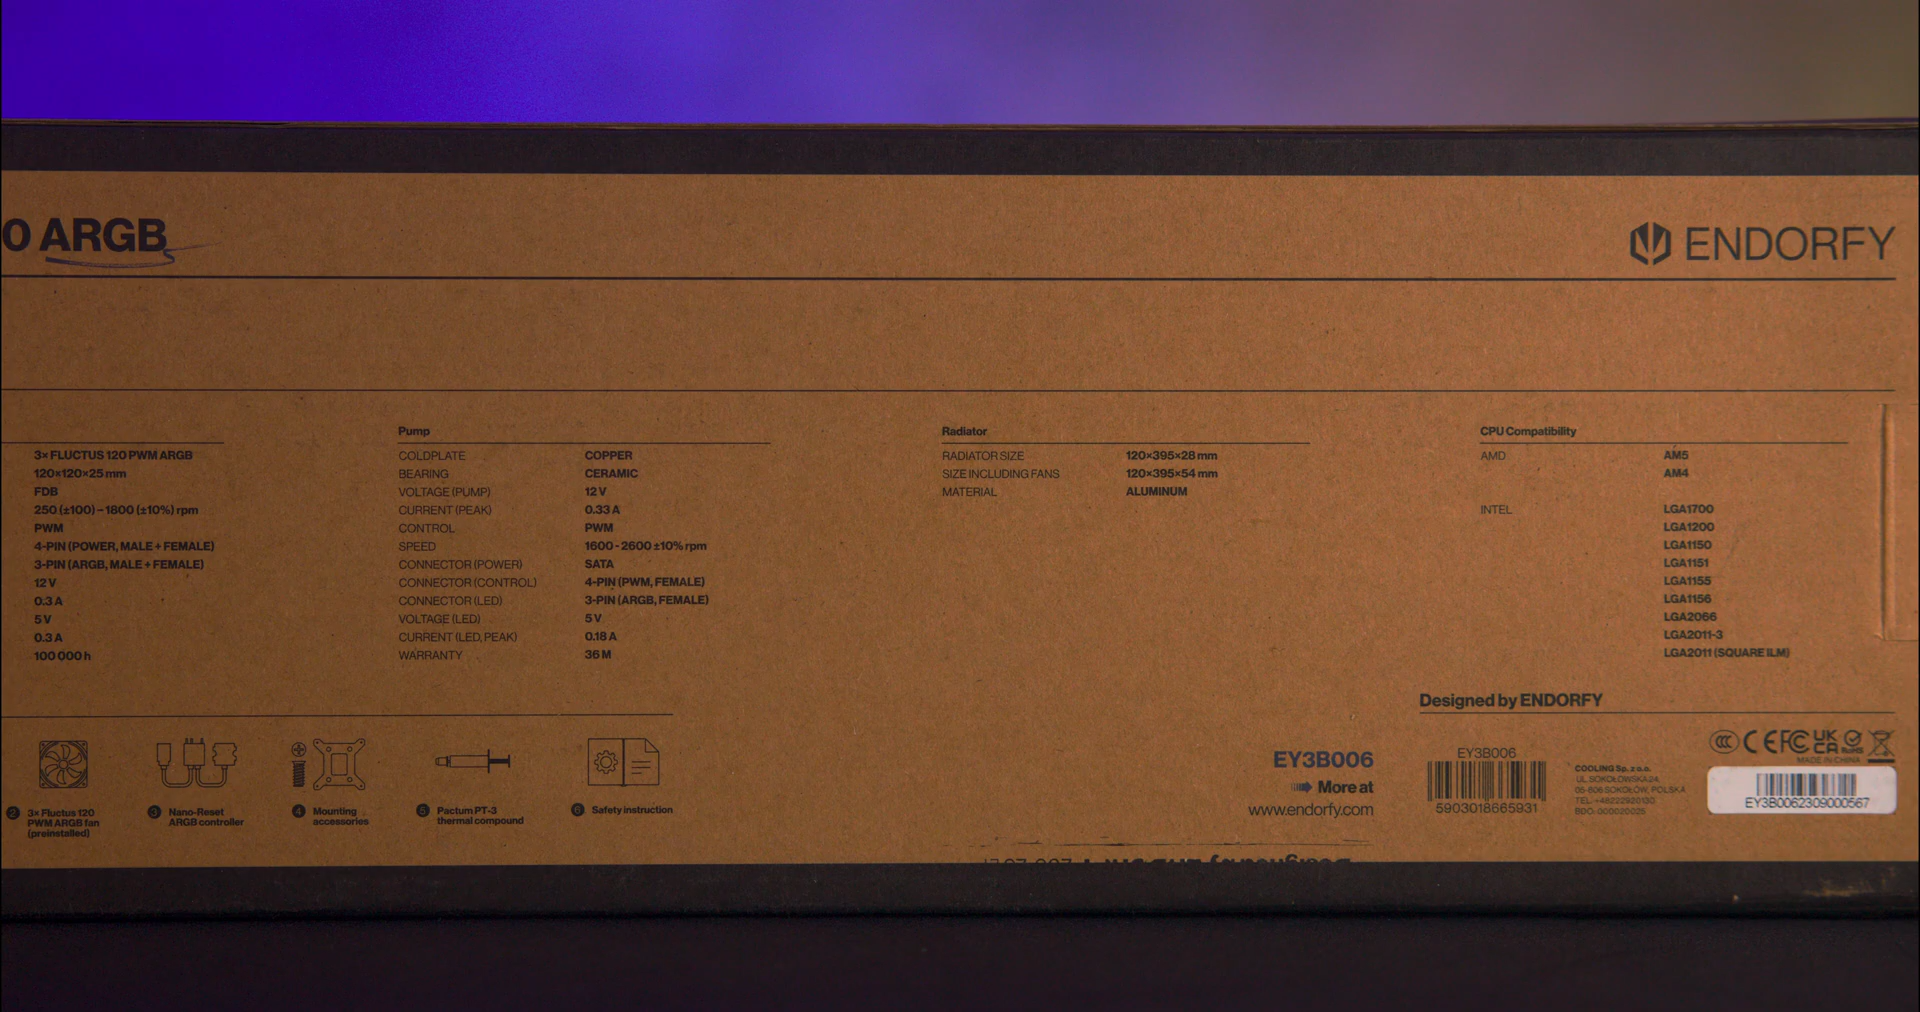 0 ARGB
ENDORFY
3× FLUCTUS 120 PWM ARGB
120×120×25 mm
FDB
250 (±100) – 1800 (±10%) rpm
PWM
4-PIN (POWER, MALE + FEMALE)
3-PIN (ARGB, MALE + FEMALE)
12 V
0.3 A
5 V
0.3 A
100 000 h
Pump
COLDPLATE COPPER
BEARING CERAMIC
VOLTAGE (PUMP) 12 V
CURRENT (PEAK) 0.33 A
CONTROL PWM
SPEED 1600 - 2600 ±10% rpm
CONNECTOR (POWER) SATA
CONNECTOR (CONTROL) 4-PIN (PWM, FEMALE)
CONNECTOR (LED) 3-PIN (ARGB, FEMALE)
VOLTAGE (LED) 5 V
CURRENT (LED, PEAK) 0.18 A
WARRANTY 36 M
Radiator
RADIATOR SIZE 120×395×28 mm
SIZE INCLUDING FANS 120×395×54 mm
MATERIAL ALUMINUM
CPU Compatibility
AMD AM5
AM4
INTEL LGA1700
LGA1200
LGA1150
LGA1151
LGA1155
LGA1156
LGA2066
LGA2011-3
LGA2011 (SQUARE ILM)
2 3× Fluctus 120
PWM ARGB fan
(preinstalled)
3 Nano-Reset
ARGB controller
4 Mounting
accessories
5 Pactum PT-3
thermal compound
6 Safety instruction
EY3B006
More at
www.endorfy.com
Designed by ENDORFY
EY3B006
5903018665931
COOLING Sp. z o.o.
UL. SOKOŁOWSKA 24,
05-806 SOKOŁÓW, POLSKA
TEL. +48222920130
BDO: 000020025
CCC CE FC UKCA RoHS
MADE IN CHINA
EY3B0062309000567